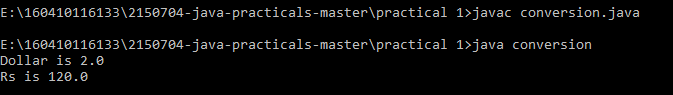 E:\160410116133\2150704-java-practicals-master\practical 1>javac conversion.java
E:\160410116133\2150704-java-practicals-master\practical 1>java conversion
Dollar is 2.0
Rs is 120.0